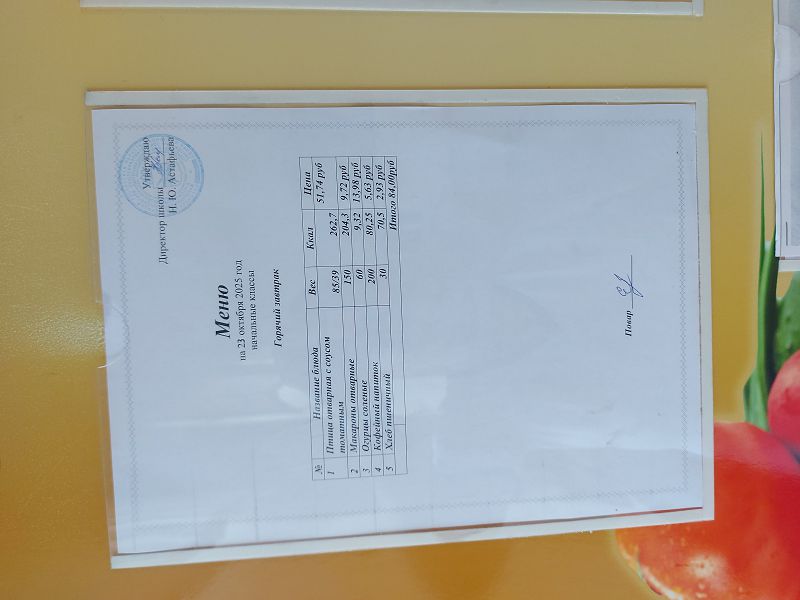 Утверждаю
Директор школы
Н. Ю. Астафьева
Меню
на 23 октября 2025 год
начальные классы
Горячий завтрак
№ Название блюда Вес Ккал Цена
1 Птица отварная с соусом томатным 85/39 262,7 51,74 руб
2 Макароны отварные 150 204,3 9,72 руб
3 Огурцы соленые 60 9,32 13,98 руб
4 Кофейный напиток 200 80,25 5,63 руб
5 Хлеб пшеничный 30 70,5 2,93 руб
Итого 84,00руб
Повар